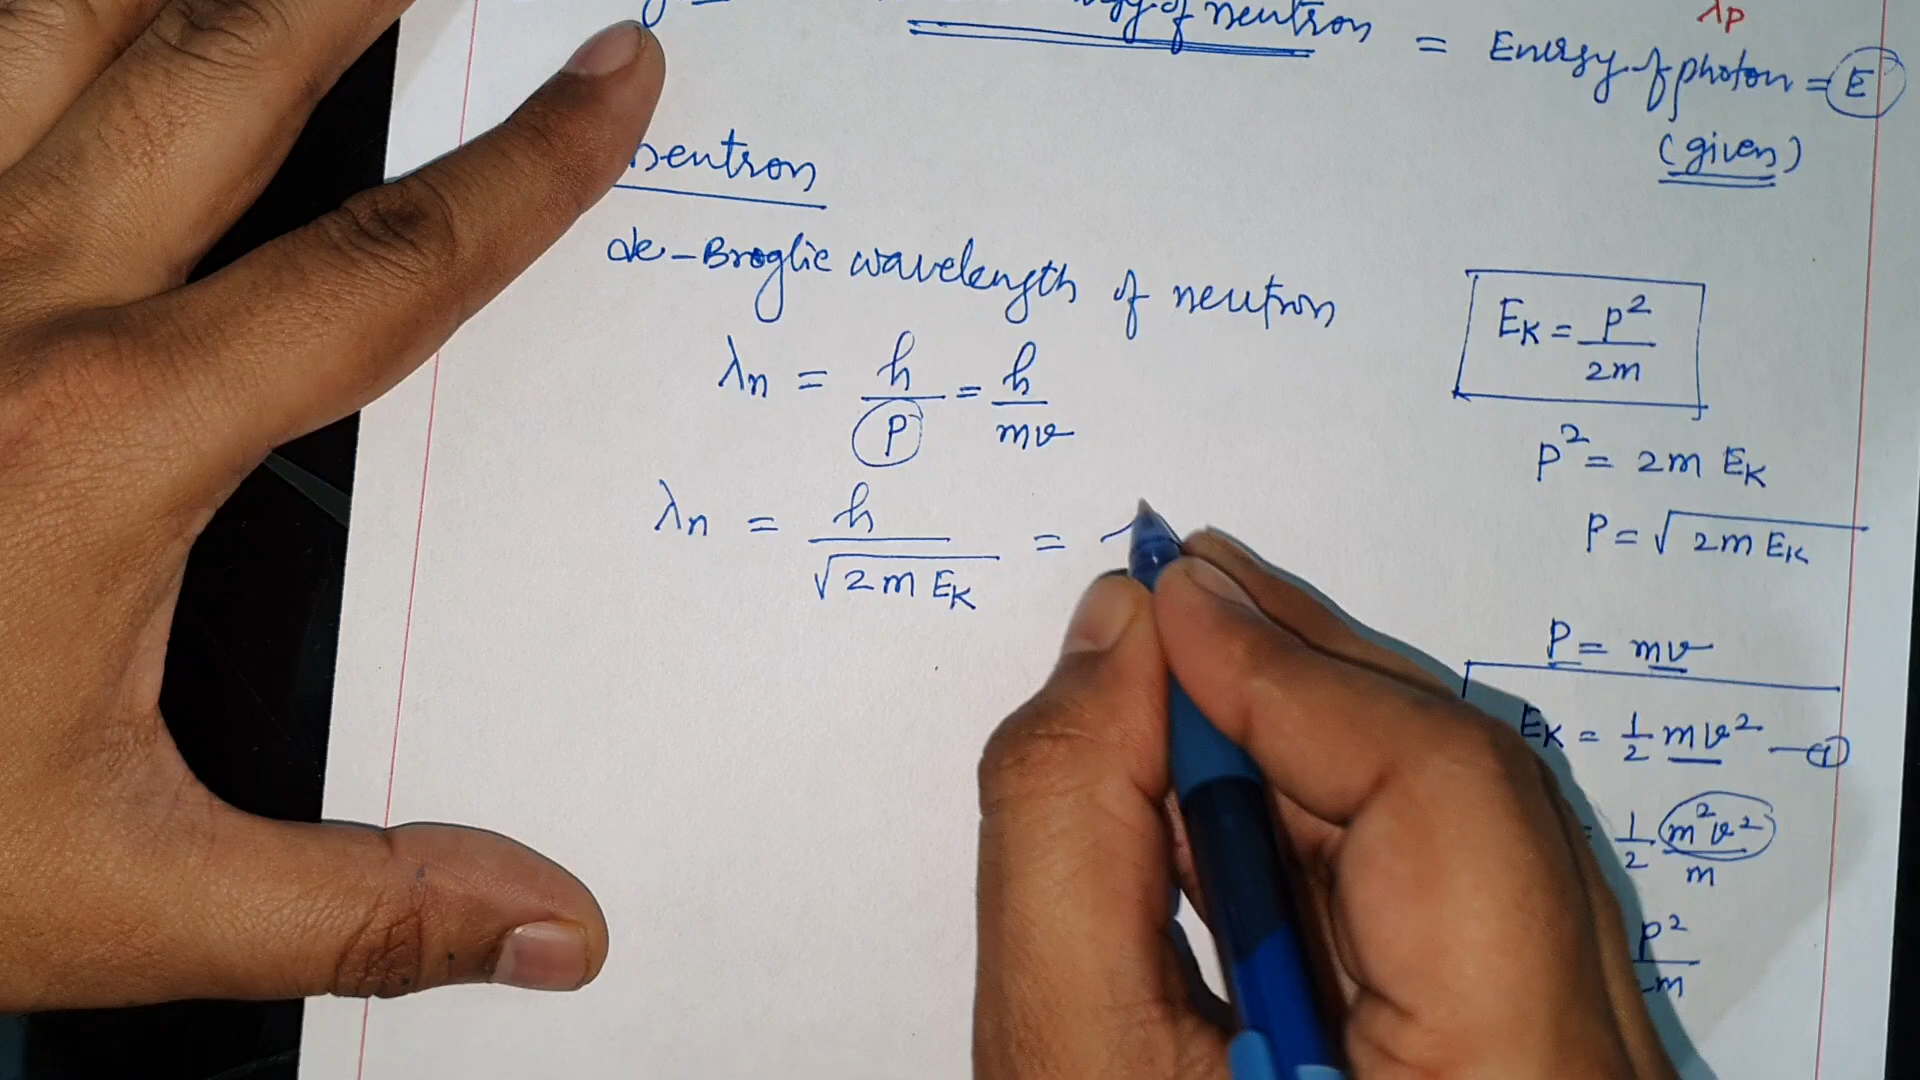 λp
of neutron = Energy of photon = E
(given)
neutron
de-Broglie wavelength of neutron
λn = h/P = h/mv
λn = h/√2m EK =
EK = p²/2m
p² = 2m EK
P = √2m EK
P = mv
EK = 1/2 mv² —①
= 1/2 m²v²/m
p²/m